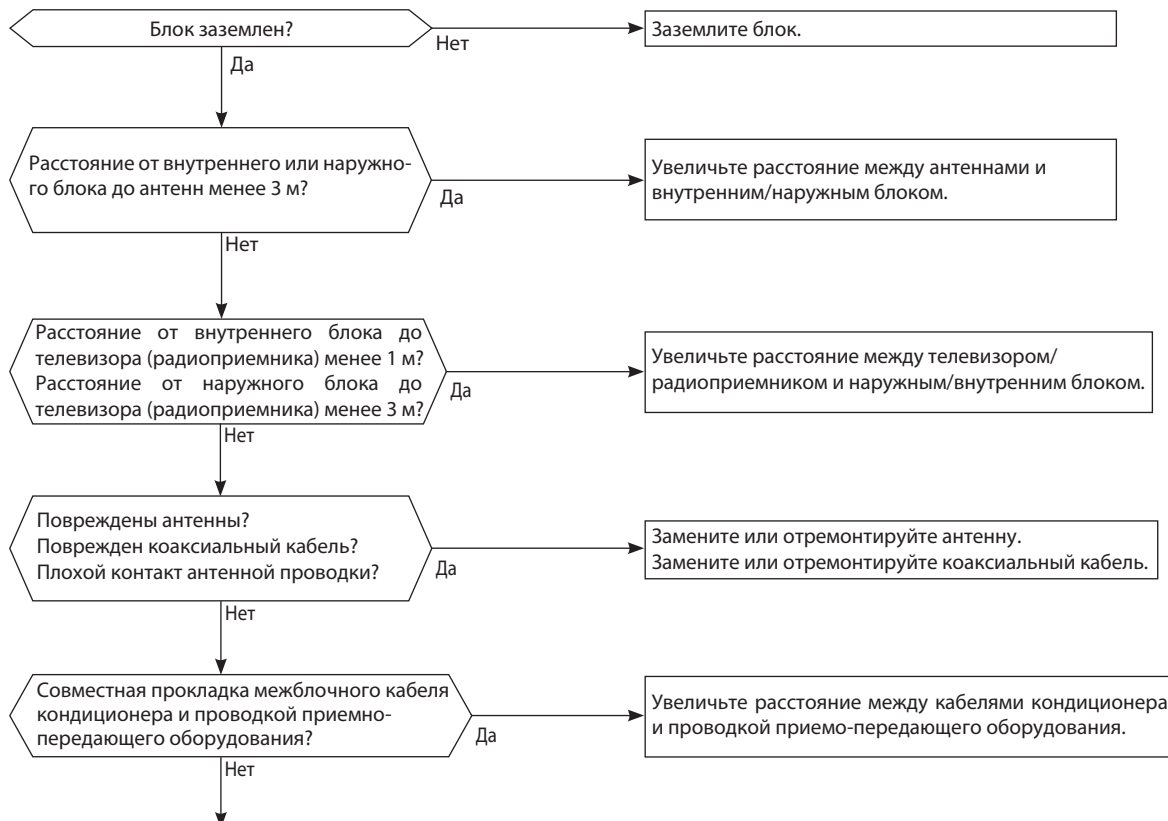 Блок заземлен?
Нет
Заземлите блок.
Да
Расстояние от внутреннего или наружно-
го блока до антенн менее 3 м?
Да
Увеличьте расстояние между антеннами и
внутренним/наружным блоком.
Нет
Расстояние от внутреннего блока до
телевизора (радиоприемника) менее 1 м?
Расстояние от наружного блока до
телевизора (радиоприемника) менее 3 м?
Да
Увеличьте расстояние между телевизором/
радиоприемником и наружным/внутренним блоком.
Нет
Повреждены антенны?
Поврежден коаксиальный кабель?
Плохой контакт антенной проводки?
Да
Замените или отремонтируйте антенну.
Замените или отремонтируйте коаксиальный кабель.
Нет
Совместная прокладка межблочного кабеля
кондиционера и проводкой приемно-
передающего оборудования?
Да
Увеличьте расстояние между кабелями кондиционера
и проводкой приемо-передающего оборудования.
Нет